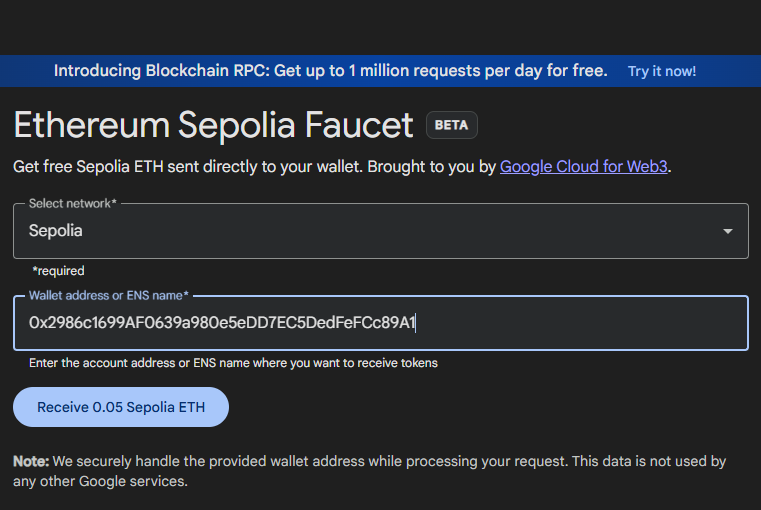 Introducing Blockchain RPC: Get up to 1 million requests per day for free. Try it now!
Ethereum Sepolia Faucet BETA
Get free Sepolia ETH sent directly to your wallet. Brought to you by Google Cloud for Web3.
Select network*
Sepolia
*required
Wallet address or ENS name*
0x2986c1699AF0639a980e5eDD7EC5DedFeFCc89A1
Enter the account address or ENS name where you want to receive tokens
Receive 0.05 Sepolia ETH
Note: We securely handle the provided wallet address while processing your request. This data is not used by
any other Google services.